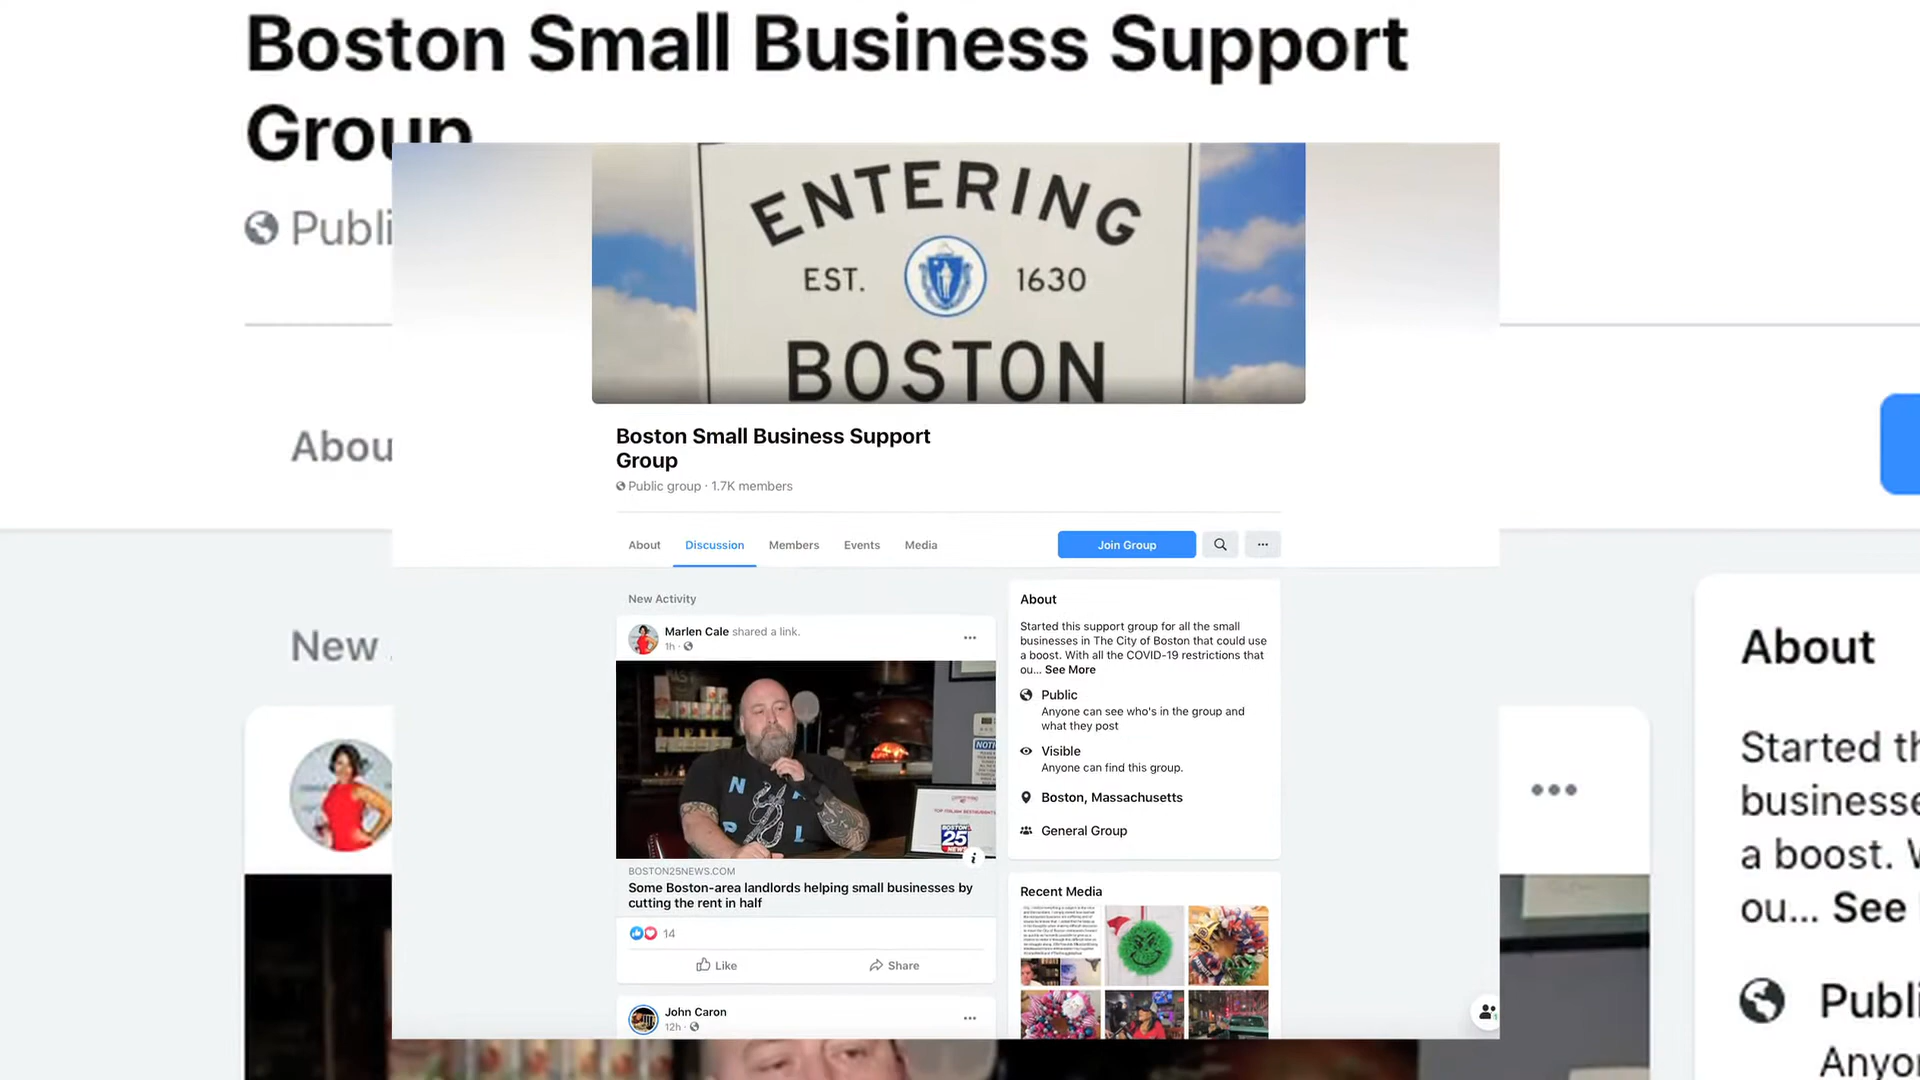 Boston Small Business Support
Group
Publi
Abou
New
About
Started th
businesse
a boost. W
ou... See
Publi
Anyo
ENTERING
EST. 1630
BOSTON
Boston Small Business Support
Group
Public group · 1.7K members
About Discussion Members Events Media Join Group
New Activity
Marlen Cale shared a link.
1h ·
NOTI
N
P L
BOSTON
25
NEWS
BOSTON25NEWS.COM
Some Boston-area landlords helping small businesses by
cutting the rent in half
14
Like Share
John Caron
12h ·
About
Started this support group for all the small
businesses in The City of Boston that could use
a boost. With all the COVID-19 restrictions that
ou... See More
Public
Anyone can see who's in the group and
what they post
Visible
Anyone can find this group.
Boston, Massachusetts
General Group
Recent Media